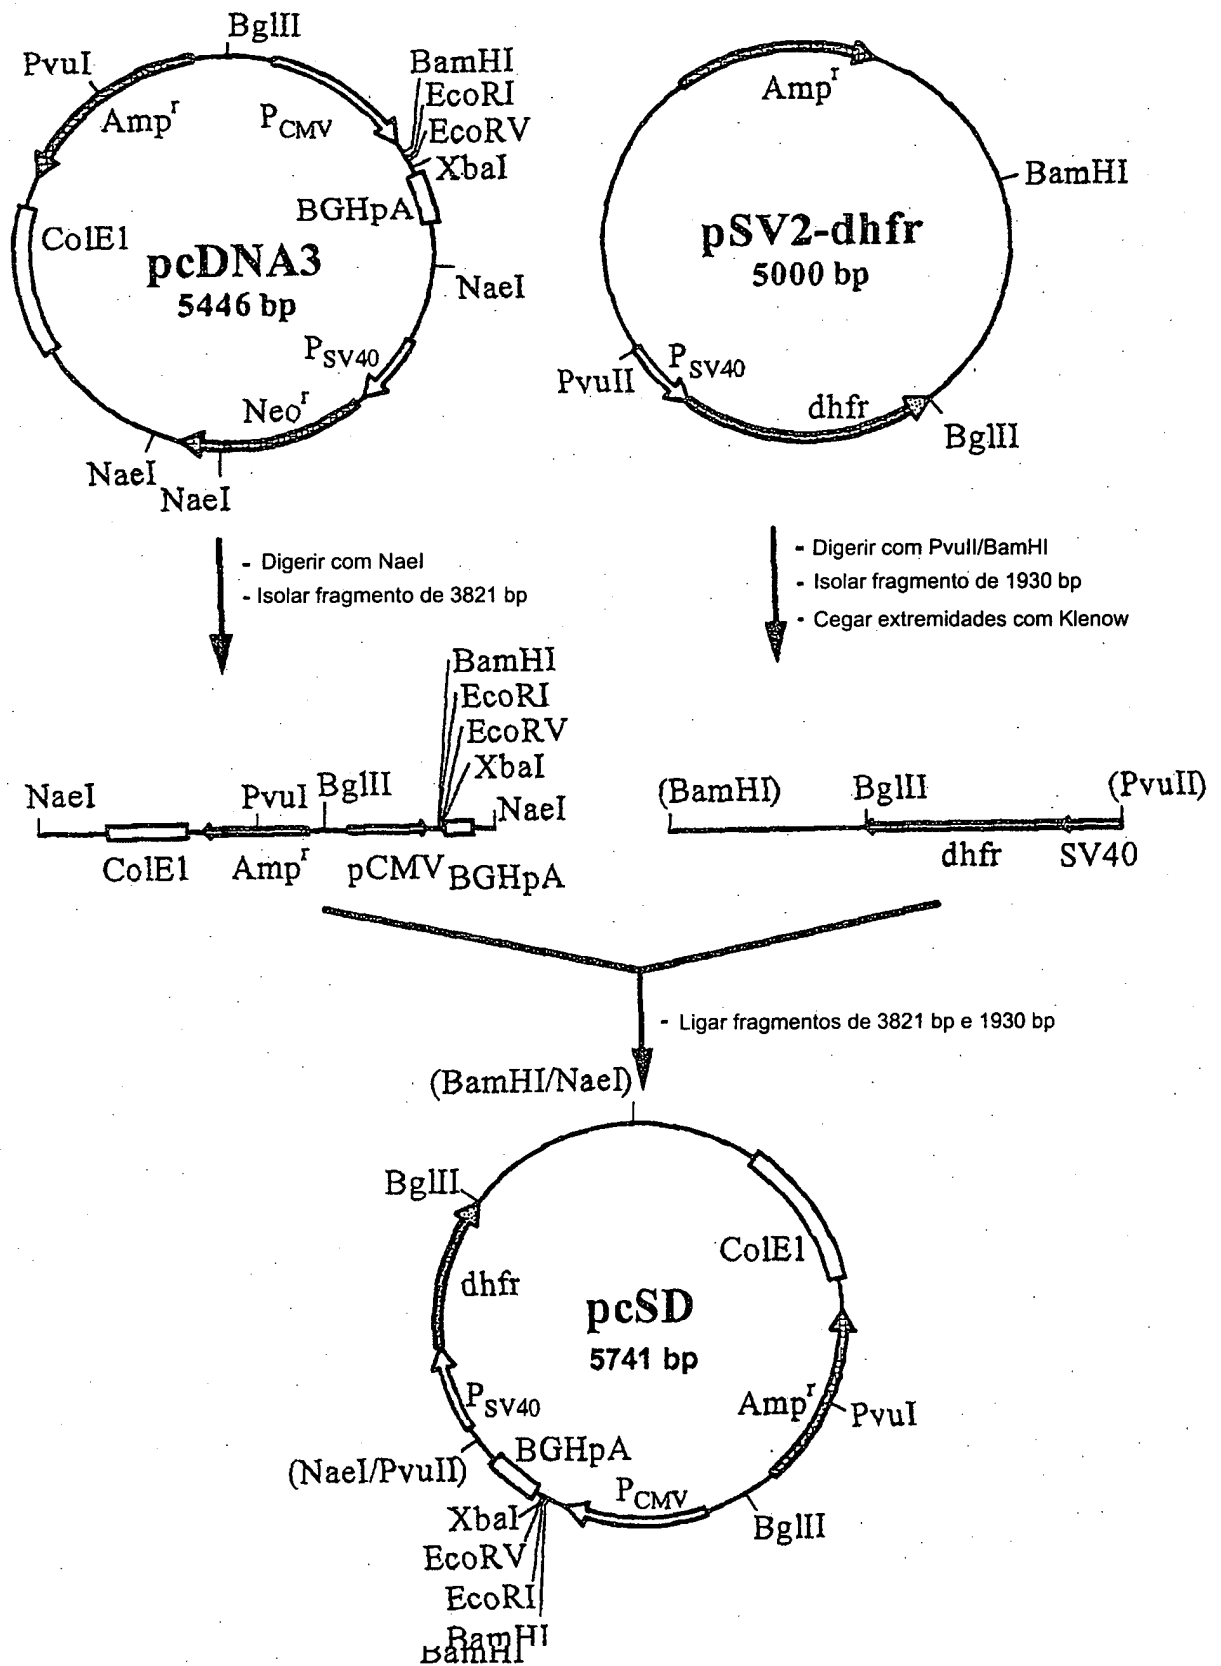 BglII
PvuI
Amp^r
P_CMV
BamHI
EcoRI
EcoRV
XbaI
BGHpA
ColE1
pcDNA3
5446 bp
NaeI
P_SV40
Neo^r
NaeI
NaeI
Amp^r
BamHI
pSV2-dhfr
5000 bp
PvuII
P_SV40
dhfr
BglII
- Digerir com NaeI
- Isolar fragmento de 3821 bp
- Digerir com PvuII/BamHI
- Isolar fragmento de 1930 bp
- Cegar extremidades com Klenow
BamHI
EcoRI
EcoRV
XbaI
NaeI
PvuI
BglII
NaeI
ColE1
Amp^r
pCMV
BGHpA
(BamHI)
BglII
(PvuII)
dhfr
SV40
- Ligar fragmentos de 3821 bp e 1930 bp
(BamHI/NaeI)
BglII
ColE1
dhfr
pcSD
5741 bp
P_SV40
Amp^r
PvuI
BGHpA
(NaeI/PvuII)
P_CMV
XbaI
BglII
EcoRV
EcoRI
BamHI
BamHI